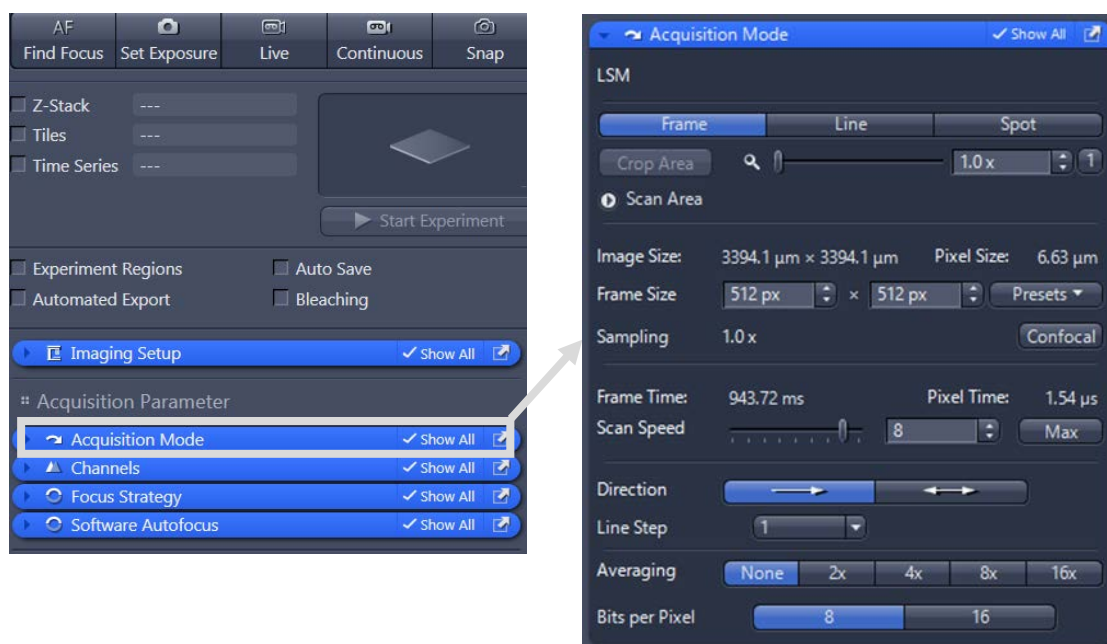 AF
Find Focus Set Exposure Live Continuous Snap
Z-Stack ---
Tiles ---
Time Series ---
Start Experiment
Experiment Regions Auto Save
Automated Export Bleaching
Imaging Setup Show All
Acquisition Parameter
Acquisition Mode Show All
Channels Show All
Focus Strategy Show All
Software Autofocus Show All
Acquisition Mode Show All
LSM
Frame Line Spot
Crop Area 1.0 x 1
Scan Area
Image Size: 3394.1 µm × 3394.1 µm Pixel Size: 6.63 µm
Frame Size 512 px × 512 px Presets
Sampling 1.0 x Confocal
Frame Time: 943.72 ms Pixel Time: 1.54 µs
Scan Speed 8 Max
Direction
Line Step 1
Averaging None 2x 4x 8x 16x
Bits per Pixel 8 16